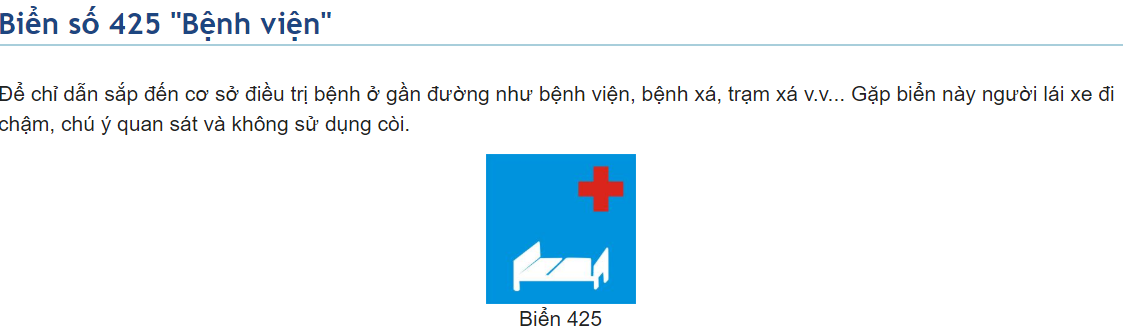 Biển số 425 "Bệnh viện"
Để chỉ dẫn sắp đến cơ sở điều trị bệnh ở gần đường như bệnh viện, bệnh xá, trạm xá v.v... Gặp biển này người lái xe đi
chậm, chú ý quan sát và không sử dụng còi.
Biển 425